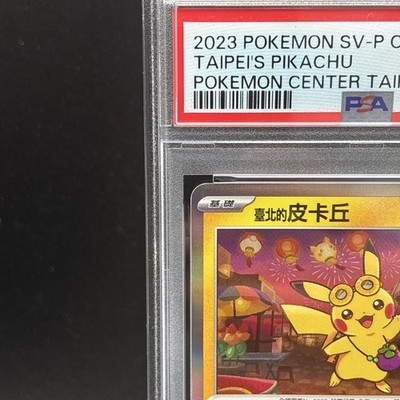 2023 POKEMON SV-P C
TAIPEI'S PIKACHU
POKEMON CENTER TAI
PSA
基礎
臺北的皮卡丘